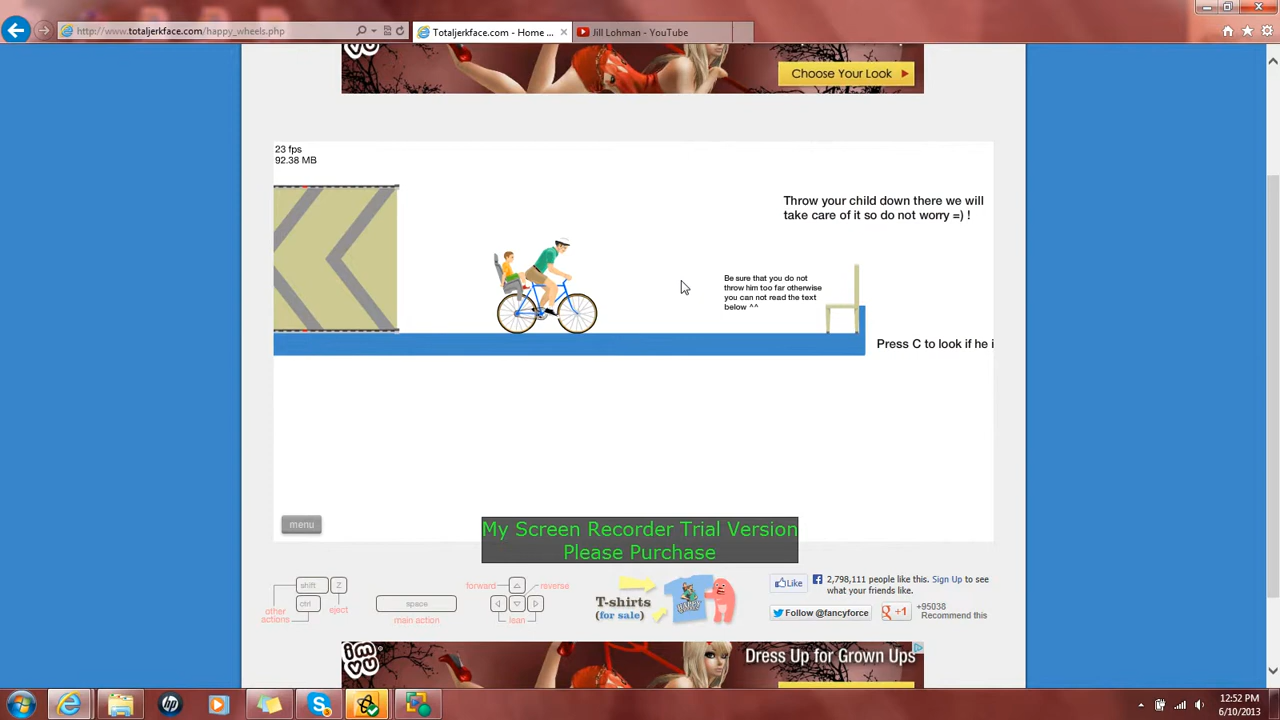 http://www.totaljerkface.com/happy_wheels.php
Totaljerkface.com - Home ...
Jill Lohman - YouTube
Choose Your Look
23 fps
92.38 MB
Throw your child down there we will
take care of it so do not worry =) !
Be sure that you do not
throw him too far otherwise
you can not read the text
below ^^
Press C to look if he i
menu
My Screen Recorder Trial Version
Please Purchase
shift
Z
ctrl
other
actions
eject
space
main action
forward
reverse
lean
T-shirts
(for sale)
HAPPY
Like
2,798,111 people like this. Sign Up to see
what your friends like.
Follow @fancyforce
+1
+95038
Recommend this
imvu
Dress Up for Grown Ups
12:52 PM
6/10/2013